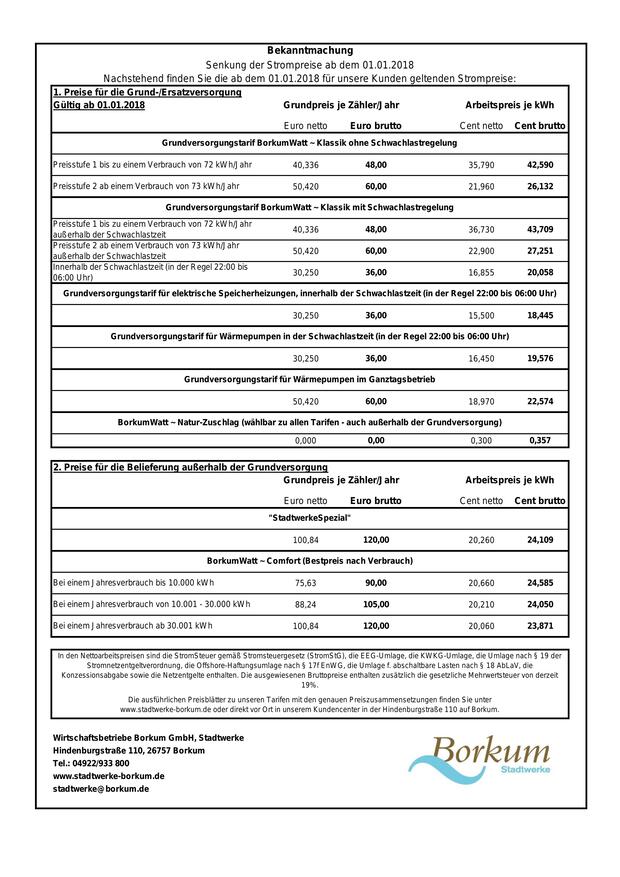 Bekanntmachung
Senkung der Strompreise ab dem 01.01.2018
Nachstehend finden Sie die ab dem 01.01.2018 für unsere Kunden geltenden Strompreise:
1. Preise für die Grund-/Ersatzversorgung
Gültig ab 01.01.2018 Grundpreis je Zähler/Jahr Arbeitspreis je kWh
Euro netto Euro brutto Cent netto Cent brutto
Grundversorgungstarif BorkumWatt ~ Klassik ohne Schwachlastregelung
Preisstufe 1 bis zu einem Verbrauch von 72 kWh/Jahr 40,336 48,00 35,790 42,590
Preisstufe 2 ab einem Verbrauch von 73 kWh/Jahr 50,420 60,00 21,960 26,132
Grundversorgungstarif BorkumWatt ~ Klassik mit Schwachlastregelung
Preisstufe 1 bis zu einem Verbrauch von 72 kWh/Jahr
außerhalb der Schwachlastzeit 40,336 48,00 36,730 43,709
Preisstufe 2 ab einem Verbrauch von 73 kWh/Jahr
außerhalb der Schwachlastzeit 50,420 60,00 22,900 27,251
Innerhalb der Schwachlastzeit (in der Regel 22:00 bis
06:00 Uhr) 30,250 36,00 16,855 20,058
Grundversorgungstarif für elektrische Speicherheizungen, innerhalb der Schwachlastzeit (in der Regel 22:00 bis 06:00 Uhr)
30,250 36,00 15,500 18,445
Grundversorgungstarif für Wärmepumpen in der Schwachlastzeit (in der Regel 22:00 bis 06:00 Uhr)
30,250 36,00 16,450 19,576
Grundversorgungstarif für Wärmepumpen im Ganztagsbetrieb
50,420 60,00 18,970 22,574
BorkumWatt ~ Natur-Zuschlag (wählbar zu allen Tarifen - auch außerhalb der Grundversorgung)
0,000 0,00 0,300 0,357
2. Preise für die Belieferung außerhalb der Grundversorgung
Grundpreis je Zähler/Jahr Arbeitspreis je kWh
Euro netto Euro brutto Cent netto Cent brutto
"StadtwerkeSpezial"
100,84 120,00 20,260 24,109
BorkumWatt ~ Comfort (Bestpreis nach Verbrauch)
Bei einem Jahresverbrauch bis 10.000 kWh 75,63 90,00 20,660 24,585
Bei einem Jahresverbrauch von 10.001 - 30.000 kWh 88,24 105,00 20,210 24,050
Bei einem Jahresverbrauch ab 30.001 kWh 100,84 120,00 20,060 23,871
In den Nettoarbeitspreisen sind die StromSteuer gemäß Stromsteuergesetz (StromStG), die EEG-Umlage, die KWKG-Umlage, die Umlage nach § 19 der
Stromnetzentgeltverordnung, die Offshore-Haftungsumlage nach § 17f EnWG, die Umlage f. abschaltbare Lasten nach § 18 AbLaV, die
Konzessionsabgabe sowie die Netzentgelte enthalten. Die ausgewiesenen Bruttopreise enthalten zusätzlich die gesetzliche Mehrwertsteuer von derzeit
19%.
Die ausführlichen Preisblätter zu unseren Tarifen mit den genauen Preiszusammensetzungen finden Sie unter
www.stadtwerke-borkum.de oder direkt vor Ort in unserem Kundencenter in der Hindenburgstraße 110 auf Borkum.
Wirtschaftsbetriebe Borkum GmbH, Stadtwerke
Hindenburgstraße 110, 26757 Borkum
Tel.: 04922/933 800
www.stadtwerke-borkum.de
stadtwerke@borkum.de
Borkum
Stadtwerke